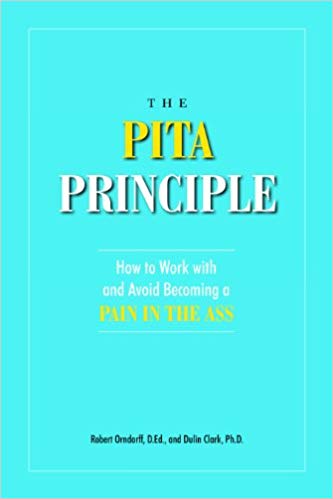 THE
PITA
PRINCIPLE
How to Work with
and Avoid Becoming a
PAIN IN THE ASS
Robert Orndorff, D.Ed., and Dulin Clark, Ph.D.